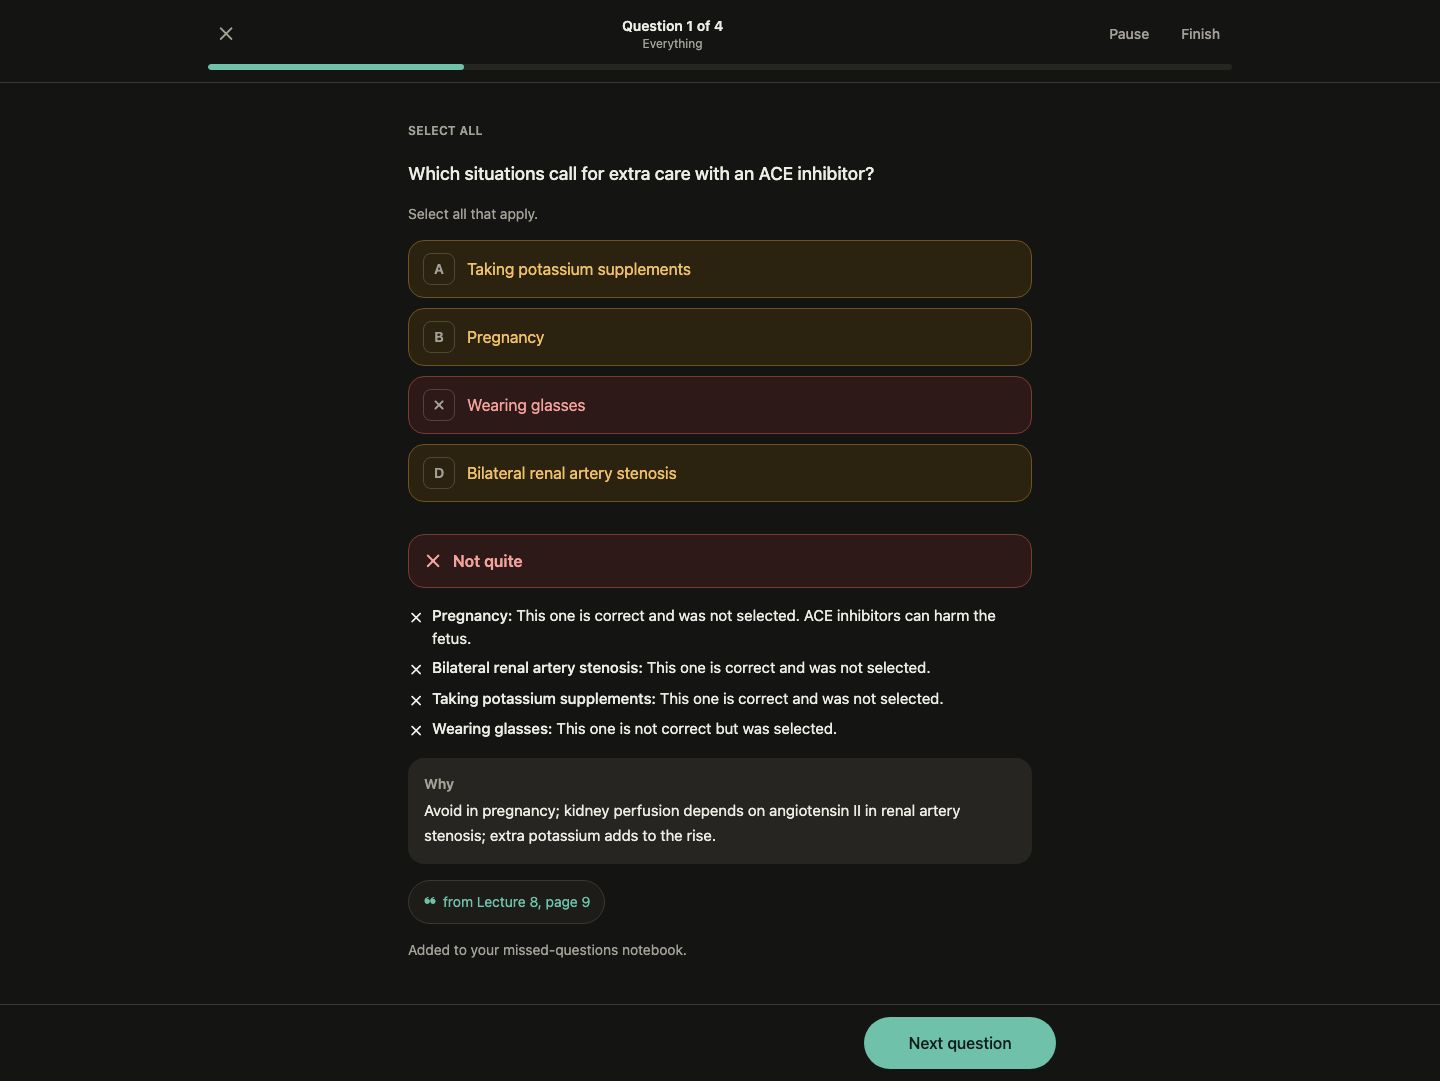 Question 1 of 4
Everything
Pause
Finish
SELECT ALL
Which situations call for extra care with an ACE inhibitor?
Select all that apply.
A Taking potassium supplements
B Pregnancy
Wearing glasses
D Bilateral renal artery stenosis
Not quite
Pregnancy: This one is correct and was not selected. ACE inhibitors can harm the
fetus.
Bilateral renal artery stenosis: This one is correct and was not selected.
Taking potassium supplements: This one is correct and was not selected.
Wearing glasses: This one is not correct but was selected.
Why
Avoid in pregnancy; kidney perfusion depends on angiotensin II in renal artery
stenosis; extra potassium adds to the rise.
from Lecture 8, page 9
Added to your missed-questions notebook.
Next question